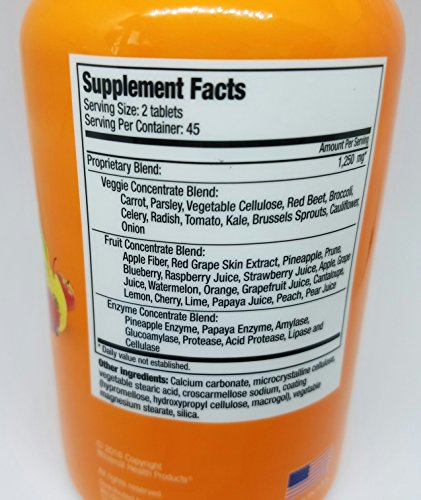 Supplement Facts
Serving Size: 2 tablets
Serving Per Container: 45
Amount Per Serving
Proprietary Blend: 1,250 mg*
Veggie Concentrate Blend:
Carrot, Parsley, Vegetable Cellulose, Red Beet, Broccoli,
Celery, Radish, Tomato, Kale, Brussels Sprouts, Cauliflower,
Onion
Fruit Concentrate Blend:
Apple Fiber, Red Grape Skin Extract, Pineapple, Prune,
Blueberry, Raspberry Juice, Strawberry Juice, Apple, Grape
Juice, Watermelon, Orange, Grapefruit Juice, Cantaloupe,
Lemon, Cherry, Lime, Papaya Juice, Peach, Pear Juice
Enzyme Concentrate Blend:
Pineapple Enzyme, Papaya Enzyme, Amylase,
Glucoamylase, Protease, Acid Protease, Lipase and
Cellulase
* Daily value not established.
Other ingredients: Calcium carbonate, microcrystalline cellulose,
vegetable stearic acid, croscarmellose sodium, coating
(hypromellose, hydroxypropyl cellulose, macrogol), vegetable
magnesium stearate, silica.
© 2016 Copyright
Health Products®
All rights reserved